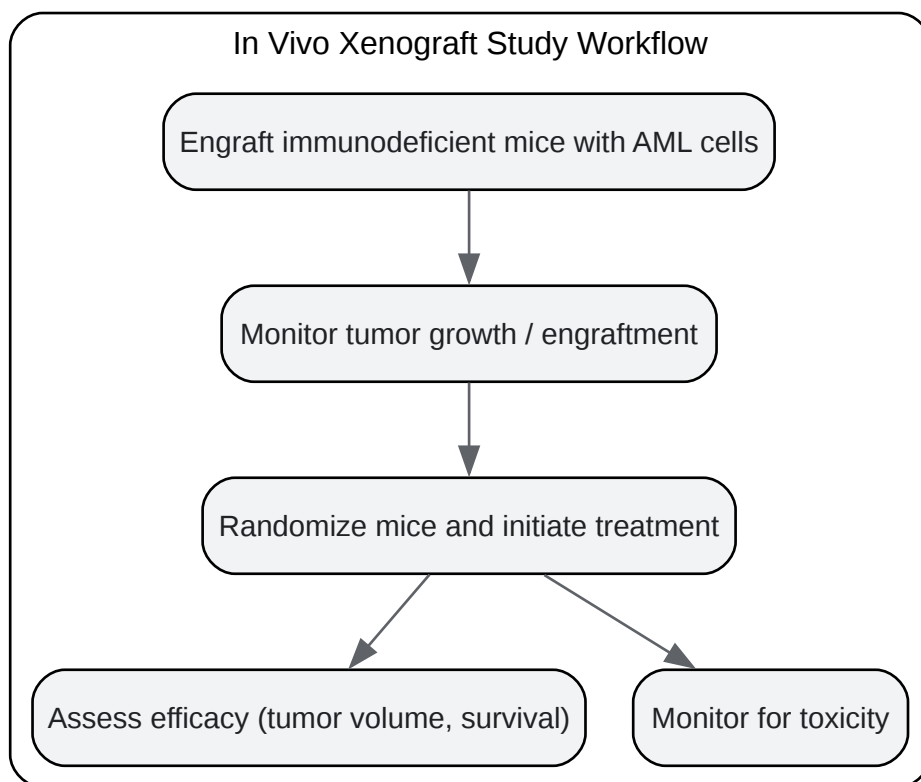 In Vivo Xenograft Study Workflow
Engraft immunodeficient mice with AML cells
Monitor tumor growth / engraftment
Randomize mice and initiate treatment
Assess efficacy (tumor volume, survival)
Monitor for toxicity